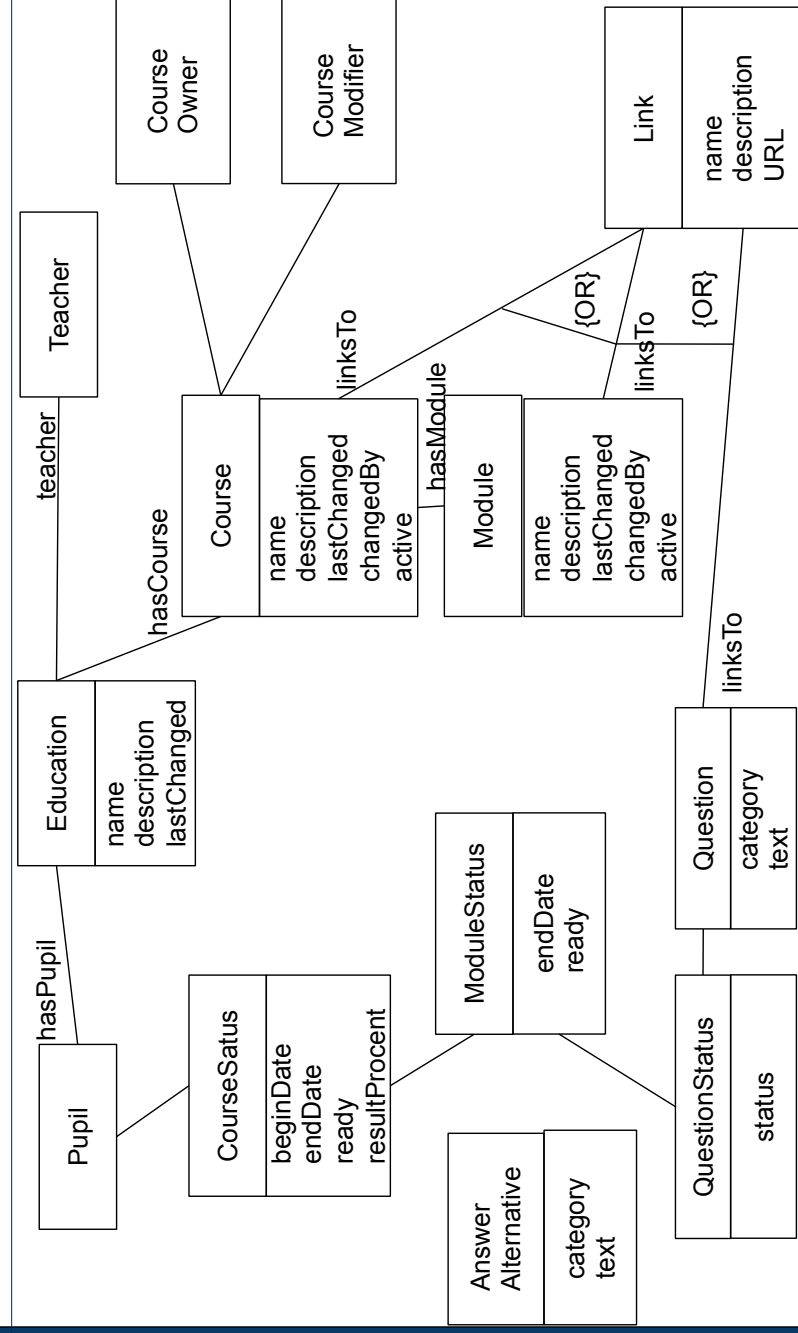 Pupil
hasPupil
Education
name
description
lastChanged
teacher
Teacher
hasCourse
Course
Owner
Course
Modifier
CourseSatus
beginDate
endDate
ready
resultProcent
Course
name
description
lastChanged
changedBy
active
linksTo
hasModule
Answer
Alternative
category
text
ModuleStatus
endDate
ready
Module
name
description
lastChanged
changedBy
active
linksTo
{OR}
{OR}
Link
name
description
URL
QuestionStatus
status
Question
category
text
linksTo